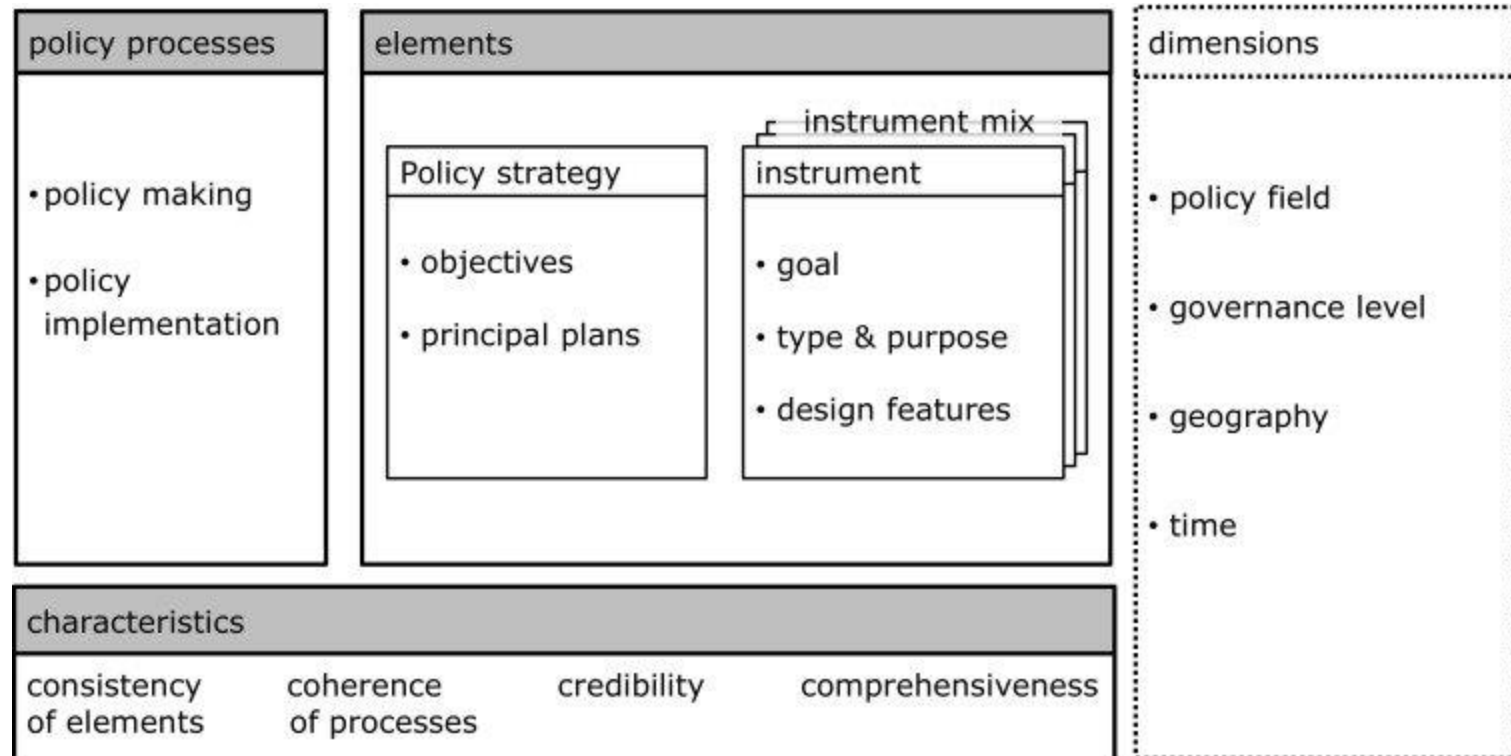 policy processes
• policy making
• policy
implementation
elements
Policy strategy
• objectives
• principal plans
instrument mix
instrument
• goal
• type & purpose
• design features
dimensions
• policy field
• governance level
• geography
• time
characteristics
consistency
of elements
coherence
of processes
credibility
comprehensiveness